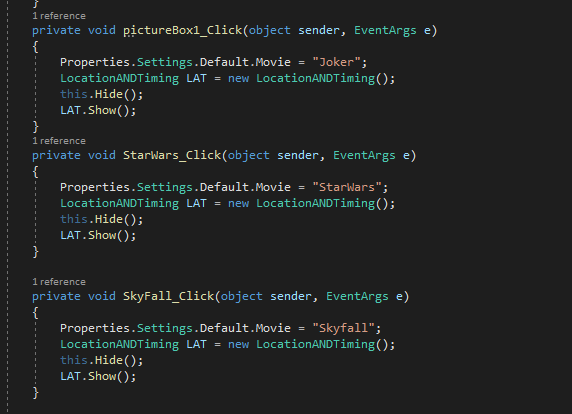 }
1 reference
private void pictureBox1_Click(object sender, EventArgs e)
{
Properties.Settings.Default.Movie = "Joker";
LocationANDTiming LAT = new LocationANDTiming();
this.Hide();
LAT.Show();
}
1 reference
private void StarWars_Click(object sender, EventArgs e)
{
Properties.Settings.Default.Movie = "StarWars";
LocationANDTiming LAT = new LocationANDTiming();
this.Hide();
LAT.Show();
}
1 reference
private void SkyFall_Click(object sender, EventArgs e)
{
Properties.Settings.Default.Movie = "Skyfall";
LocationANDTiming LAT = new LocationANDTiming();
this.Hide();
LAT.Show();
}